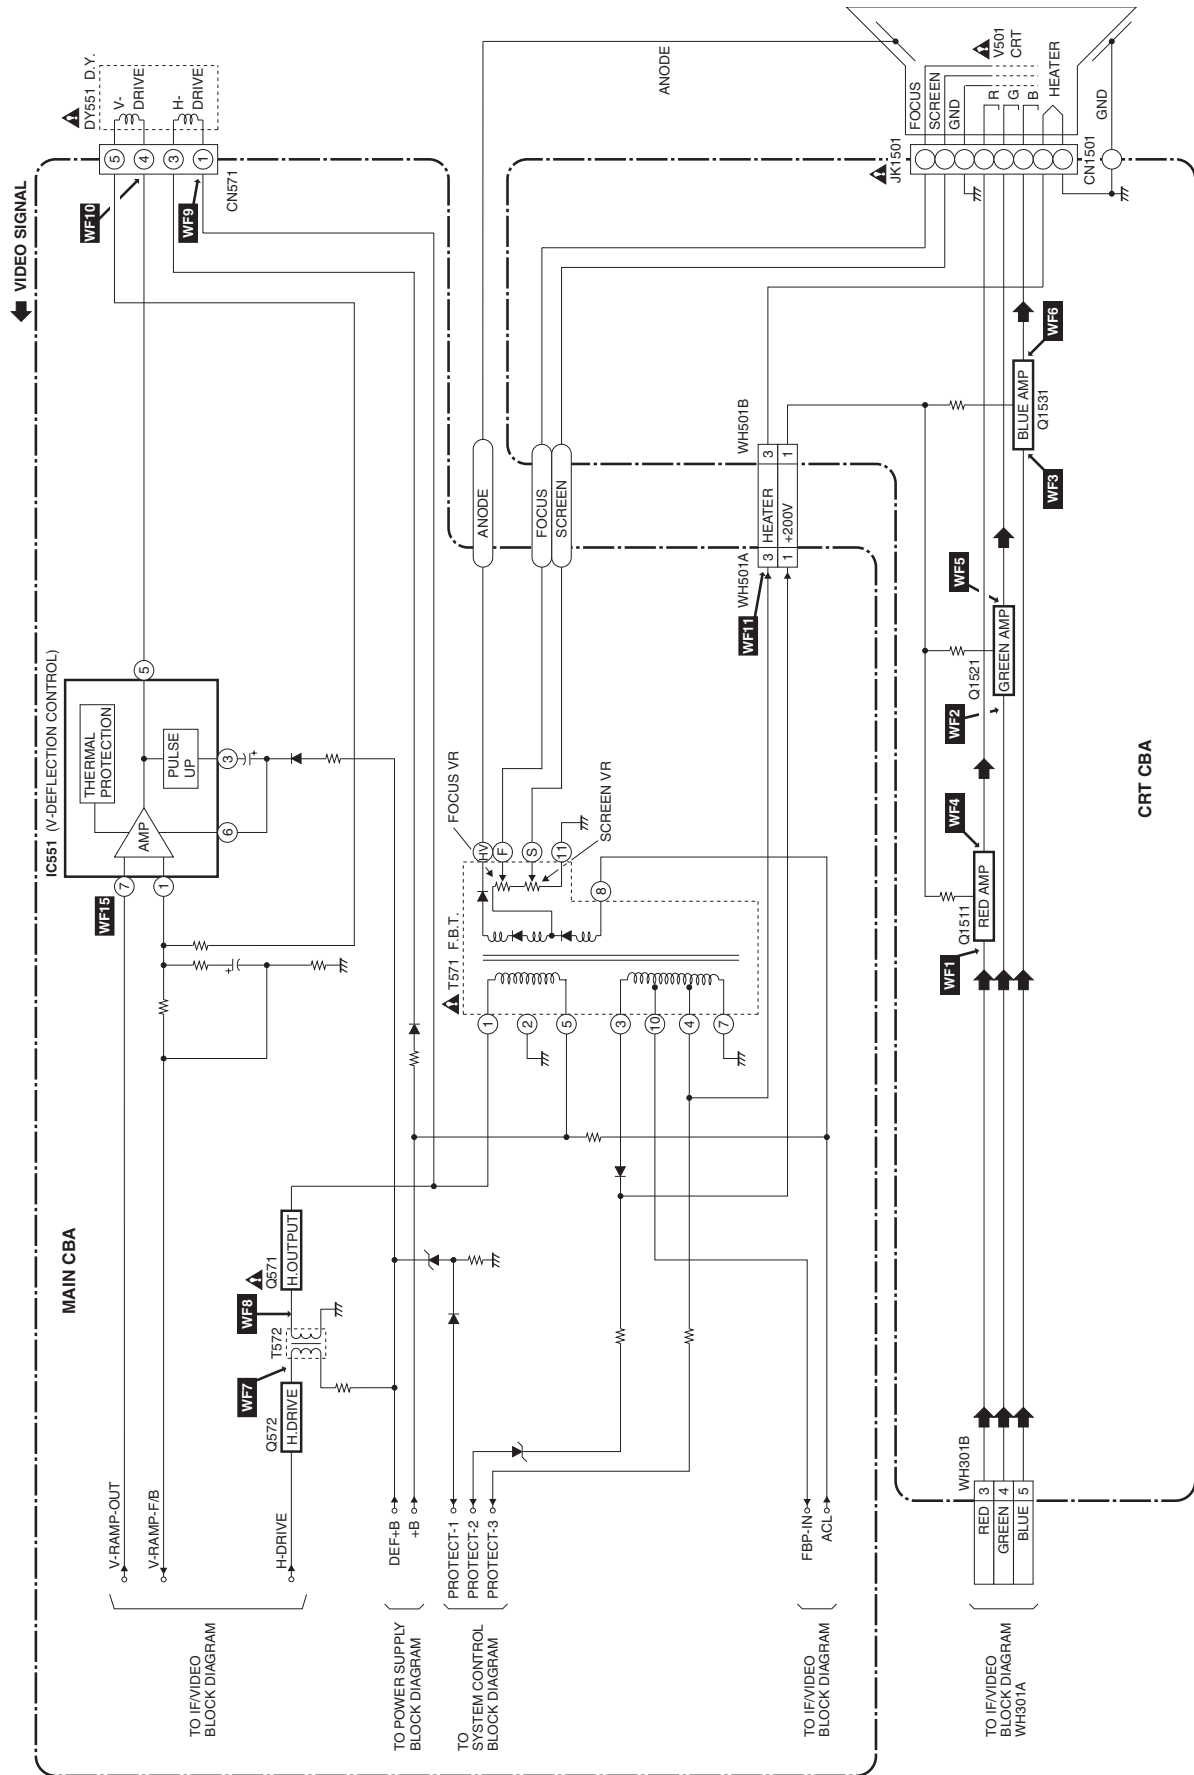 VIDEO SIGNAL
MAIN CBA
CRT CBA
TO IF/VIDEO
BLOCK DIAGRAM
V-RAMP-OUT
V-RAMP-F/B
H-DRIVE
TO POWER SUPPLY
BLOCK DIAGRAM
DEF+B
+B
TO
SYSTEM CONTROL
BLOCK DIAGRAM
PROTECT-1
PROTECT-2
PROTECT-3
TO IF/VIDEO
BLOCK DIAGRAM
FBP-IN
ACL
TO IF/VIDEO
BLOCK DIAGRAM
WH301A
RED 3
GREEN 4
BLUE 5
WH301B
Q572
H.DRIVE
WF7
T572
WF8
Q571
H.OUTPUT
IC551 (V-DEFLECTION CONTROL)
WF15
7
1
AMP
THERMAL
PROTECTION
PULSE
UP
6
3
5
T571 F.B.T.
1
2
5
3
10
4
7
HV
F
S
11
8
FOCUS VR
SCREEN VR
ANODE
FOCUS
SCREEN
WF11
WH501A
3 HEATER 3
1 +200V 1
WH501B
WF10
WF9
5
4
3
1
CN571
DY551 D.Y.
V-
DRIVE
H-
DRIVE
WF1
Q1511
RED AMP
WF4
WF2
Q1521
GREEN AMP
WF5
WF3
BLUE AMP
Q1531
WF6
JK1501
CN1501
ANODE
FOCUS
SCREEN
GND
R
G
B
HEATER
GND
V501
CRT